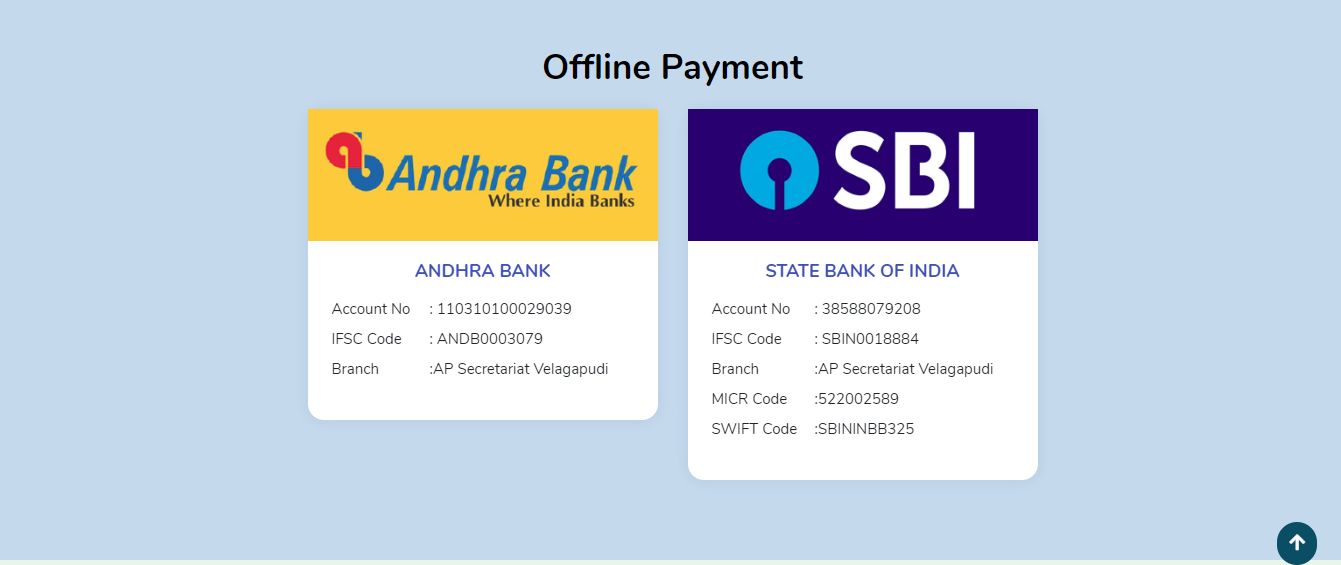 Offline Payment
Andhra Bank
Where India Banks
ANDHRA BANK
Account No : 110310100029039
IFSC Code : ANDB0003079
Branch :AP Secretariat Velagapudi
SBI
STATE BANK OF INDIA
Account No : 38588079208
IFSC Code : SBIN0018884
Branch :AP Secretariat Velagapudi
MICR Code :522002589
SWIFT Code :SBININBB325